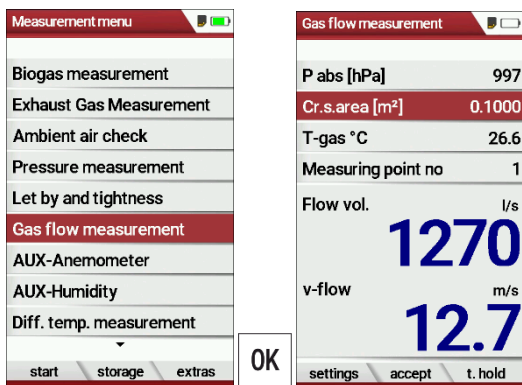 Measurement menu
Biogas measurement
Exhaust Gas Measurement
Ambient air check
Pressure measurement
Let by and tightness
Gas flow measurement
AUX-Anemometer
AUX-Humidity
Diff. temp. measurement
start storage extras
OK
Gas flow measurement
P abs [hPa] 997
Cr.s.area [m²] 0.1000
T-gas °C 26.6
Measuring point no 1
Flow vol. l/s
1270
v-flow m/s
12.7
settings accept t. hold